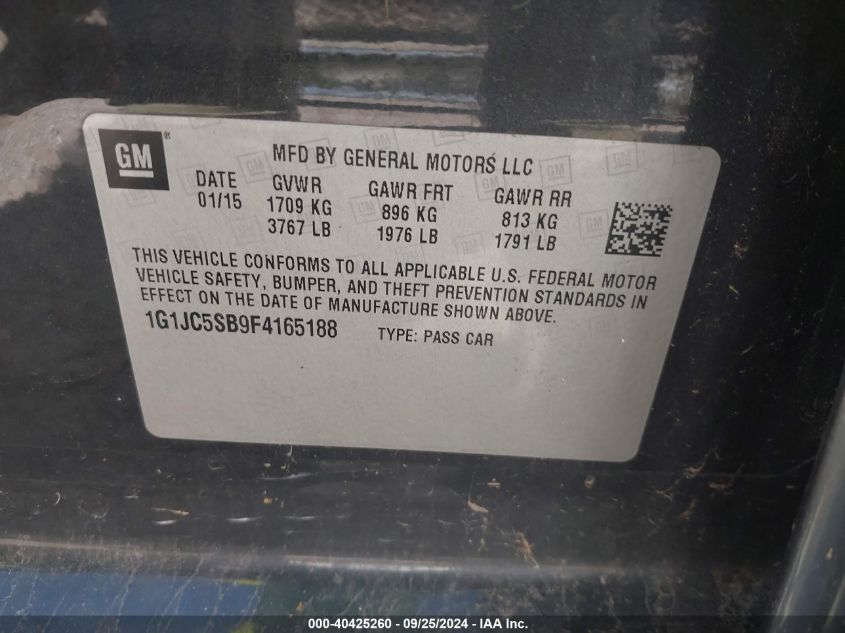 GM ®
MFD BY GENERAL MOTORS LLC
DATE GVWR GAWR FRT GAWR RR
01/15 1709 KG 896 KG 813 KG
3767 LB 1976 LB 1791 LB
THIS VEHICLE CONFORMS TO ALL APPLICABLE U.S. FEDERAL MOTOR
VEHICLE SAFETY, BUMPER, AND THEFT PREVENTION STANDARDS IN
EFFECT ON THE DATE OF MANUFACTURE SHOWN ABOVE.
1G1JC5SB9F4165188 TYPE: PASS CAR
000-40425260 - 09/25/2024 - IAA Inc.